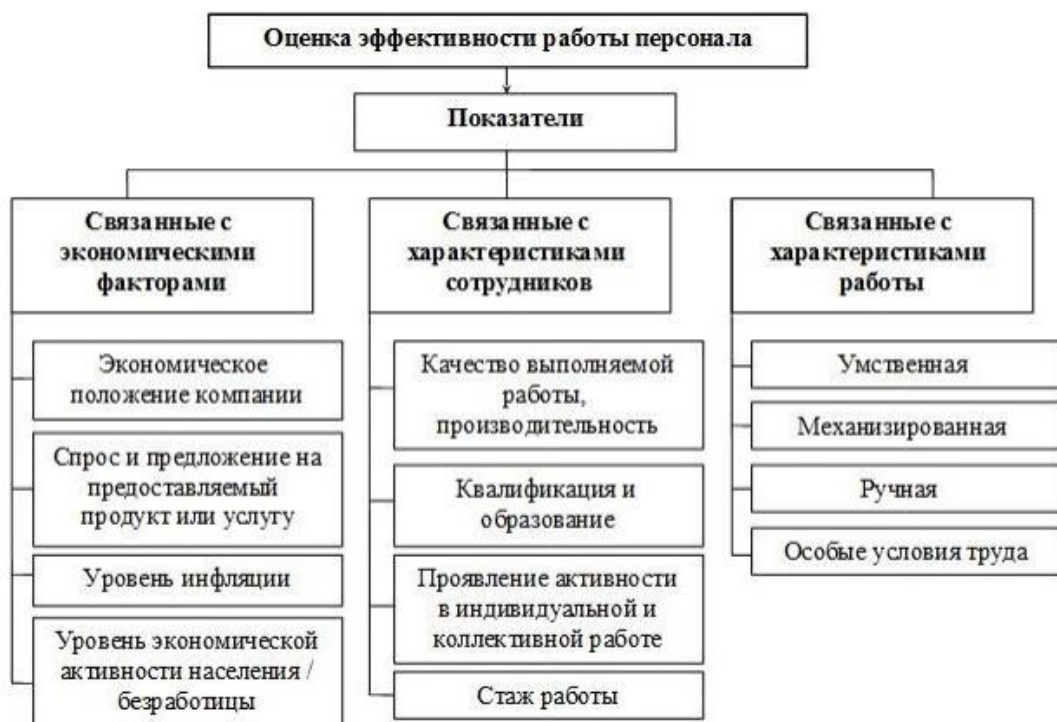 Оценка эффективности работы персонала
Показатели
Связанные с
экономическими
факторами
Экономическое
положение компании
Спрос и предложение на
предоставляемый
продукт или услугу
Уровень инфляции
Уровень экономической
активности населения /
безработицы
Связанные с
характеристиками
сотрудников
Качество выполняемой
работы,
производительность
Квалификация и
образование
Проявление активности
в индивидуальной и
коллективной работе
Стаж работы
Связанные с
характеристиками
работы
Умственная
Механизированная
Ручная
Особые условия труда